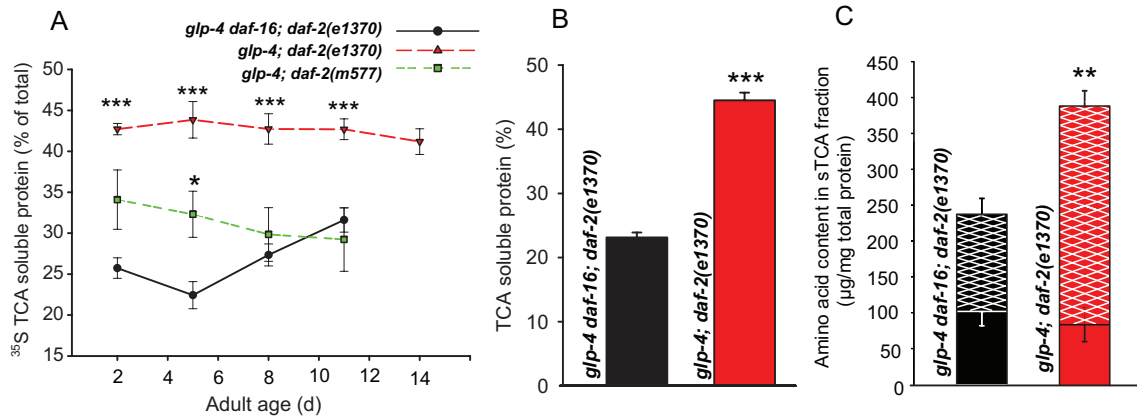 A
glp-4 daf-16; daf-2(e1370)
glp-4; daf-2(e1370)
glp-4; daf-2(m577)
35S TCA soluble protein (% of total)
50
45
40
35
30
25
20
15
***
***
***
***
*
2
4
6
8
10
12
14
Adult age (d)
B
TCA soluble protein (%)
50
40
30
20
10
0
***
glp-4 daf-16; daf-2(e1370)
glp-4; daf-2(e1370)
C
Amino acid content in sTCA fraction
(µg/mg total protein)
450
400
350
300
250
200
150
100
50
0
**
glp-4 daf-16; daf-2(e1370)
glp-4; daf-2(e1370)